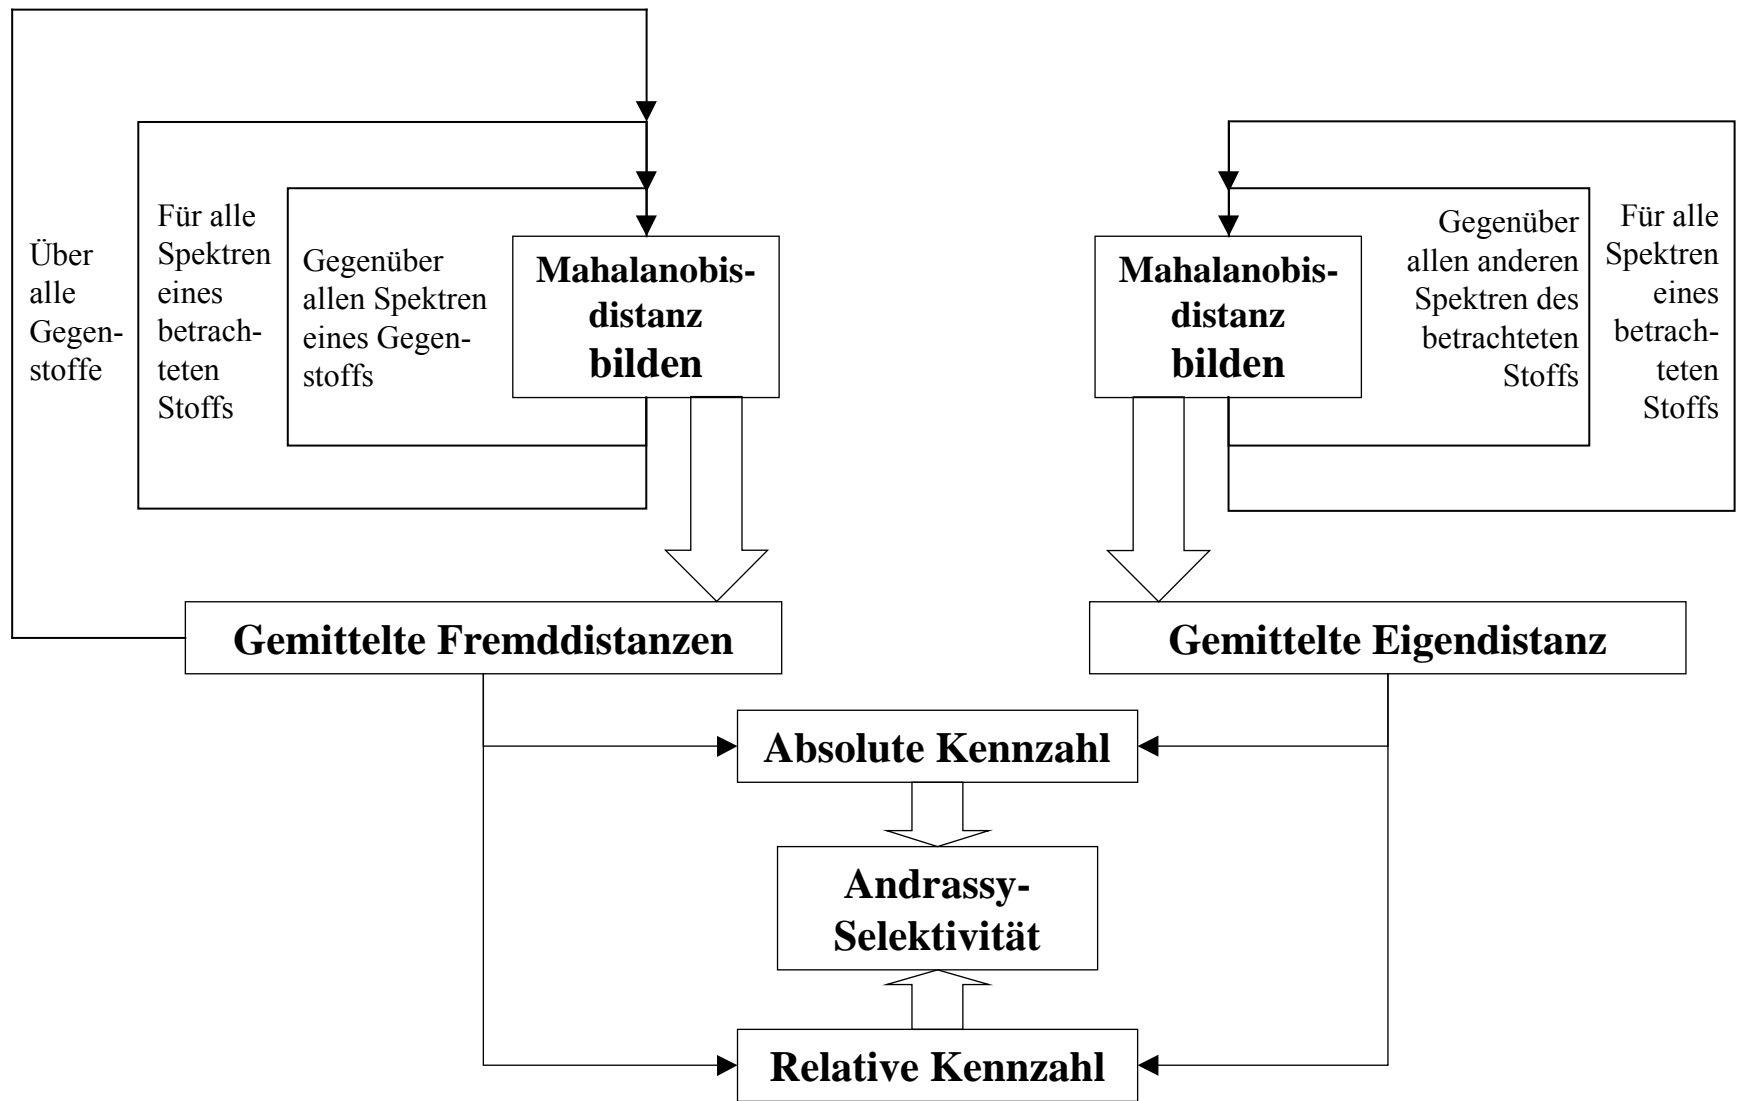 Über
alle
Gegen-
stoffe
Für alle
Spektren
eines
betrach-
teten
Stoffs
Gegenüber
allen Spektren
eines Gegen-
stoffs
Mahalanobis-
distanz
bilden
Mahalanobis-
distanz
bilden
Gegenüber
allen anderen
Spektren des
betrachteten
Stoffs
Für alle
Spektren
eines
betrach-
teten
Stoffs
Gemittelte Fremddistanzen
Gemittelte Eigendistanz
Absolute Kennzahl
Andrassy-
Selektivität
Relative Kennzahl